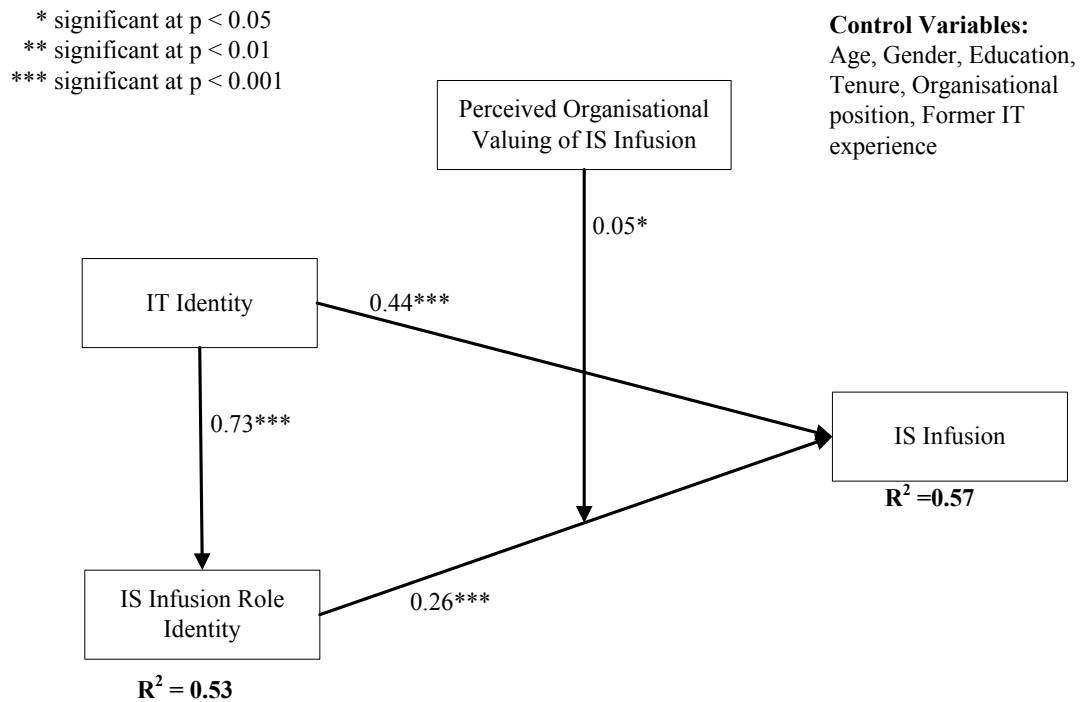 * significant at p < 0.05
** significant at p < 0.01
*** significant at p < 0.001
Control Variables:
Age, Gender, Education,
Tenure, Organisational
position, Former IT
experience
Perceived Organisational
Valuing of IS Infusion
0.05*
IT Identity
0.44***
0.73***
IS Infusion
R² =0.57
IS Infusion Role
Identity
0.26***
R² = 0.53